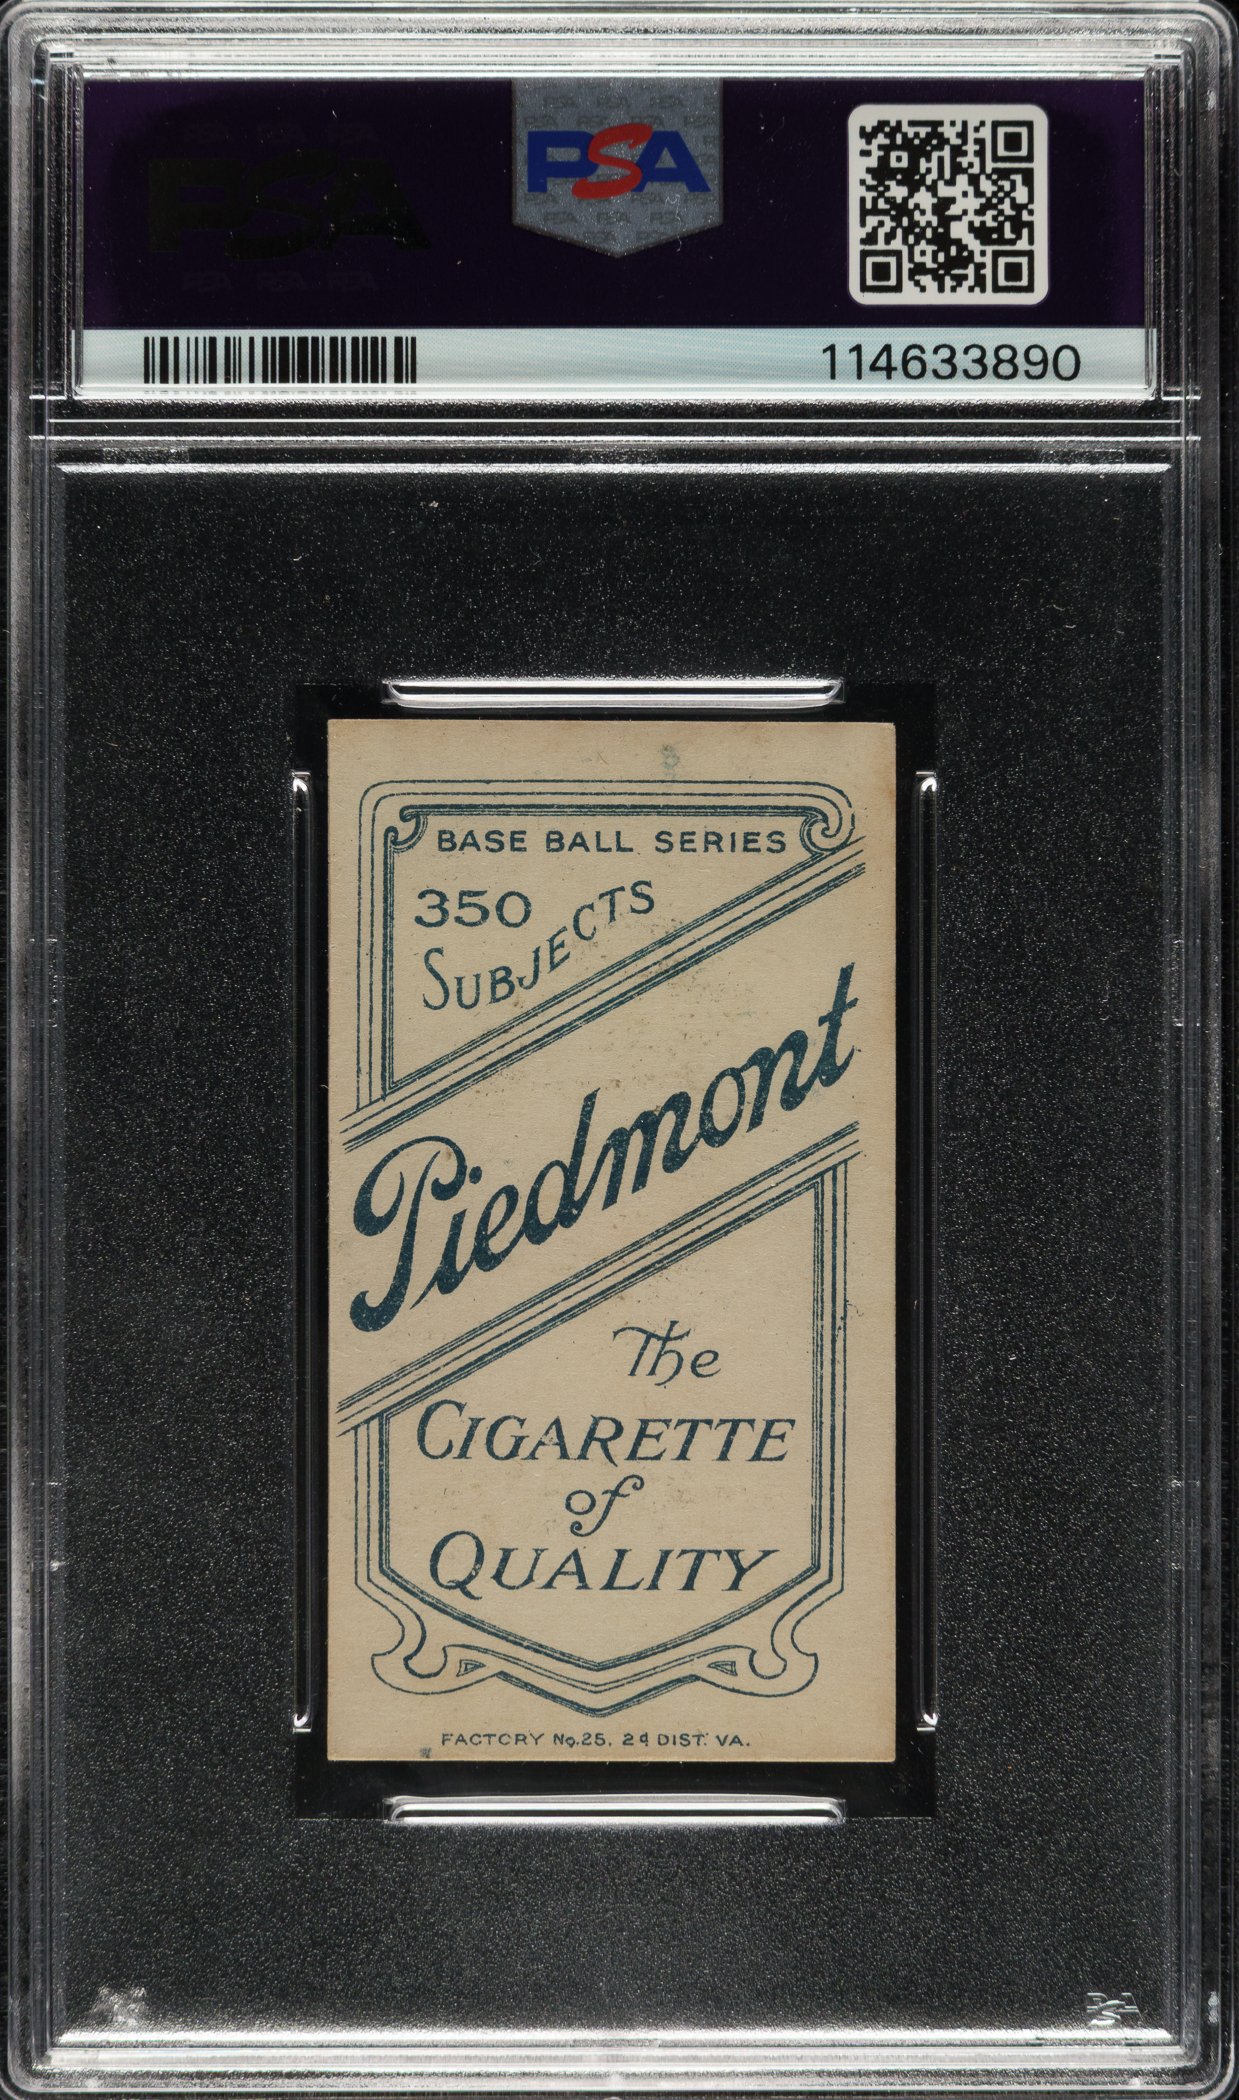 PSA
114633890
BASE BALL SERIES
350
SUBJECTS
Piedmont
The
CIGARETTE
of
QUALITY
FACTORY No.25, 2d DIST. VA.
PSA